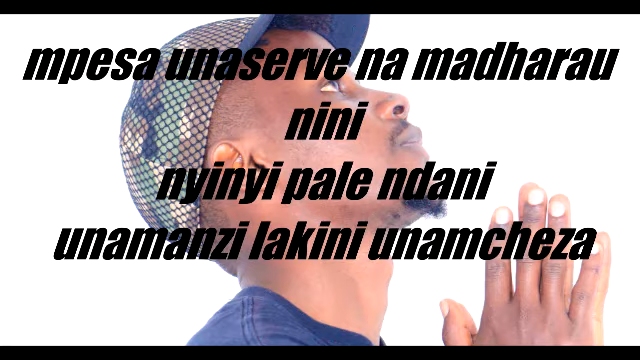 mpesa unaserve na madharau
nini
nyinyi pale ndani
unamanzi lakini unamcheza